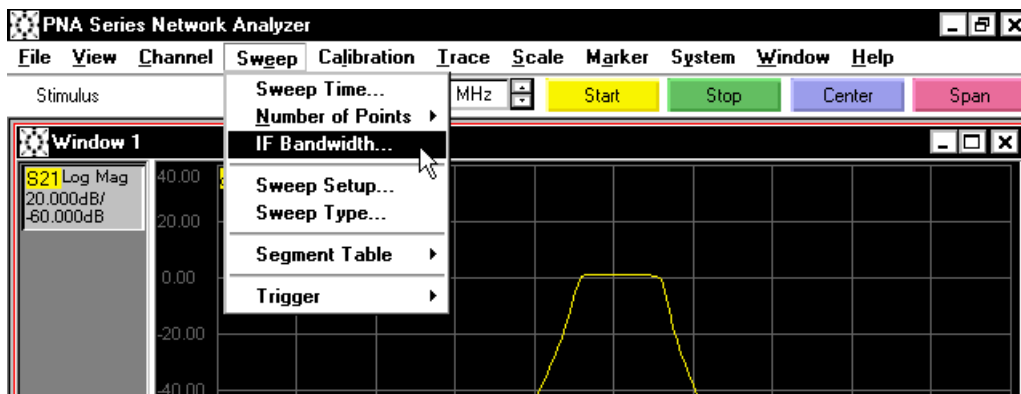 PNA Series Network Analyzer
File View Channel Sweep Calibration Trace Scale Marker System Window Help
Stimulus MHz Start Stop Center Span
Sweep Time...
Number of Points
IF Bandwidth...
Sweep Setup...
Sweep Type...
Segment Table
Trigger
Window 1
S21 Log Mag
20.000dB/
-60.000dB
40.00
20.00
0.00
-20.00
-40.00